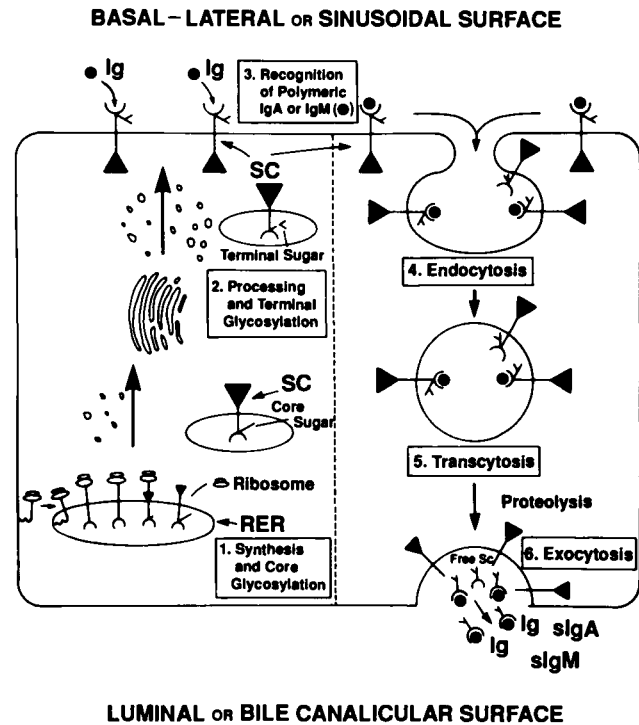 BASAL-LATERAL OR SINUSOIDAL SURFACE
Ig
Ig
3. Recognition
of Polymeric
IgA or IgM (●)
SC
Terminal Sugar
2. Processing
and Terminal
Glycosylation
4. Endocytosis
SC
Core
Sugar
5. Transcytosis
Ribosome
Proteolysis
RER
1. Synthesis
and Core
Glycosylation
Free Sc
6. Exocytosis
Ig
sIgA
Ig
sIgM
LUMINAL OR BILE CANALICULAR SURFACE